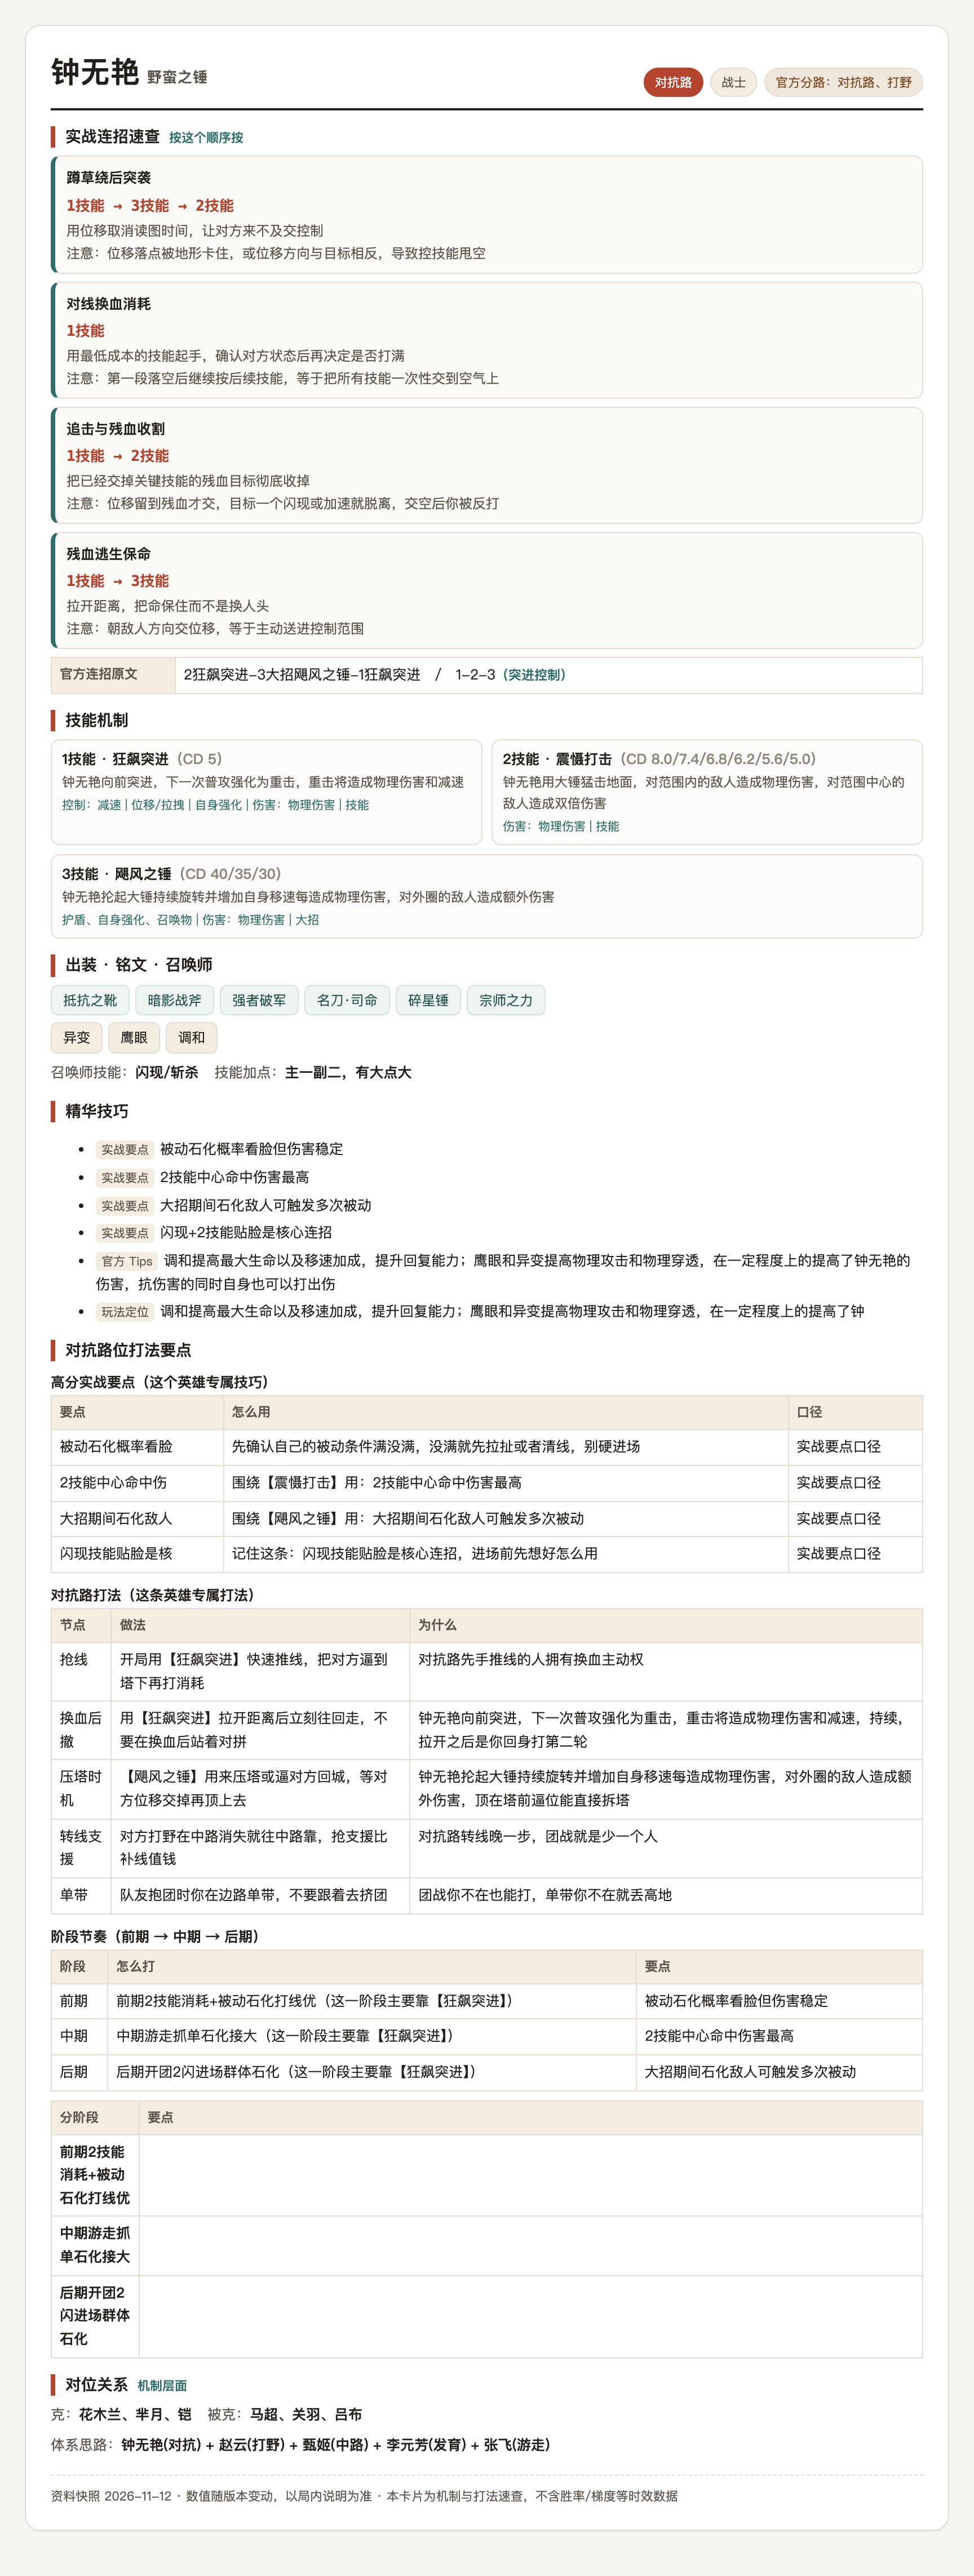 钟无艳 野蛮之锤
对抗路 战士 官方分路：对抗路、打野
实战连招速查 按这个顺序按
蹲草绕后突袭
1技能 → 3技能 → 2技能
用位移取消读图时间，让对方来不及交控制
注意：位移落点被地形卡住，或位移方向与目标相反，导致控技能甩空
对线换血消耗
1技能
用最低成本的技能起手，确认对方状态后再决定是否打满
注意：第一段落空后继续按后续技能，等于把所有技能一次性交到空气上
追击与残血收割
1技能 → 2技能
把已经交掉关键技能的残血目标彻底收掉
注意：位移留到残血才交，目标一个闪现或加速就脱离，交空后你被反打
残血逃生保命
1技能 → 3技能
拉开距离，把命保住而不是换人头
注意：朝敌人方向交位移，等于主动送进控制范围
官方连招原文 2狂飙突进–3大招飓风之锤–1狂飙突进 / 1–2–3（突进控制）
技能机制
1技能 · 狂飙突进（CD 5）
钟无艳向前突进，下一次普攻强化为重击，重击将造成物理伤害和减速
控制：减速 | 位移/拉拽 | 自身强化 | 伤害：物理伤害 | 技能
2技能 · 震慑打击（CD 8.0/7.4/6.8/6.2/5.6/5.0）
钟无艳用大锤猛击地面，对范围内的敌人造成物理伤害，对范围中心的
敌人造成双倍伤害
伤害：物理伤害 | 技能
3技能 · 飓风之锤（CD 40/35/30）
钟无艳抡起大锤持续旋转并增加自身移速每造成物理伤害，对外圈的敌人造成额外伤害
护盾、自身强化、召唤物 | 伤害：物理伤害 | 大招
出装 · 铭文 · 召唤师
抵抗之靴 暗影战斧 强者破军 名刀·司命 碎星锤 宗师之力
异变 鹰眼 调和
召唤师技能：闪现/斩杀 技能加点：主一副二，有大点大
精华技巧
• 实战要点 被动石化概率看脸但伤害稳定
• 实战要点 2技能中心命中伤害最高
• 实战要点 大招期间石化敌人可触发多次被动
• 实战要点 闪现+2技能贴脸是核心连招
• 官方 Tips 调和提高最大生命以及移速加成，提升回复能力；鹰眼和异变提高物理攻击和物理穿透，在一定程度上的提高了钟无艳的
伤害，抗伤害的同时自身也可以打出伤
• 玩法定位 调和提高最大生命以及移速加成，提升回复能力；鹰眼和异变提高物理攻击和物理穿透，在一定程度上的提高了钟
对抗路位打法要点
高分实战要点（这个英雄专属技巧）
要点 怎么用 口径
被动石化概率看脸 先确认自己的被动条件满没满，没满就先拉扯或者清线，别硬进场 实战要点口径
2技能中心命中伤 围绕【震慑打击】用：2技能中心命中伤害最高 实战要点口径
大招期间石化敌人 围绕【飓风之锤】用：大招期间石化敌人可触发多次被动 实战要点口径
闪现技能贴脸是核 记住这条：闪现技能贴脸是核心连招，进场前先想好怎么用 实战要点口径
对抗路打法（这条英雄专属打法）
节点 做法 为什么
抢线 开局用【狂飙突进】快速推线，把对方逼到 对抗路先手推线的人拥有换血主动权
塔下再打消耗
换血后 用【狂飙突进】拉开距离后立刻往回走，不 钟无艳向前突进，下一次普攻强化为重击，重击将造成物理伤害和减速，持续，
撤 要在换血后站着对拼 拉开之后是你回身打第二轮
压塔时 【飓风之锤】用来压塔或逼对方回城，等对 钟无艳抡起大锤持续旋转并增加自身移速每造成物理伤害，对外圈的敌人造成额
机 方位移交掉再顶上去 外伤害，顶在塔前逼位能直接拆塔
转线支 对方打野在中路消失就往中路靠，抢支援比 对抗路转线晚一步，团战就是少一个人
援 补线值钱
单带 队友抱团时你在边路单带，不要跟着去挤团 团战你不在也能打，单带你不在就丢高地
阶段节奏（前期 → 中期 → 后期）
阶段 怎么打 要点
前期 前期2技能消耗+被动石化打线优（这一阶段主要靠【狂飙突进】） 被动石化概率看脸但伤害稳定
中期 中期游走抓单石化接大（这一阶段主要靠【狂飙突进】） 2技能中心命中伤害最高
后期 后期开团2闪进场群体石化（这一阶段主要靠【狂飙突进】） 大招期间石化敌人可触发多次被动
分阶段 要点
前期2技能
消耗+被动
石化打线优
中期游走抓
单石化接大
后期开团2
闪进场群体
石化
对位关系 机制层面
克：花木兰、芈月、铠 被克：马超、关羽、吕布
体系思路：钟无艳(对抗) + 赵云(打野) + 甄姬(中路) + 李元芳(发育) + 张飞(游走)
资料快照 2026–11–12 · 数值随版本变动，以局内说明为准 · 本卡片为机制与打法速查，不含胜率/梯度等时效数据